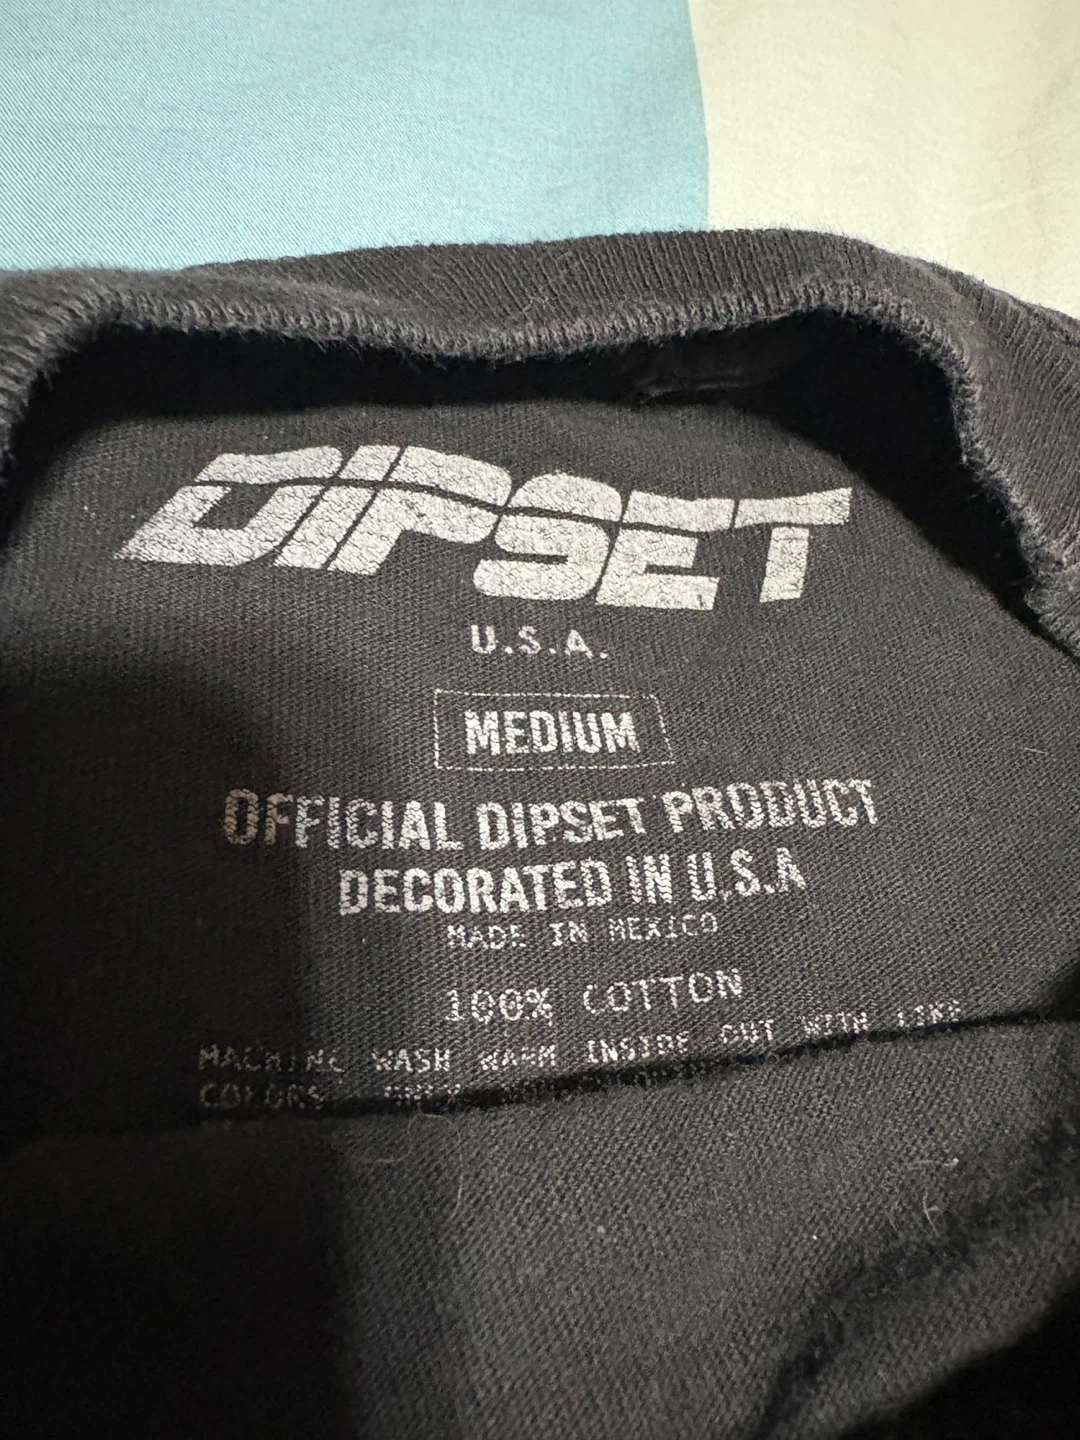 DIPSET
U.S.A.
MEDIUM
OFFICIAL DIPSET PRODUCT
DECORATED IN U.S.A
MADE IN MEXICO
100% COTTON
MACHINE WASH WARM INSIDE OUT WITH LIKE
COLORS